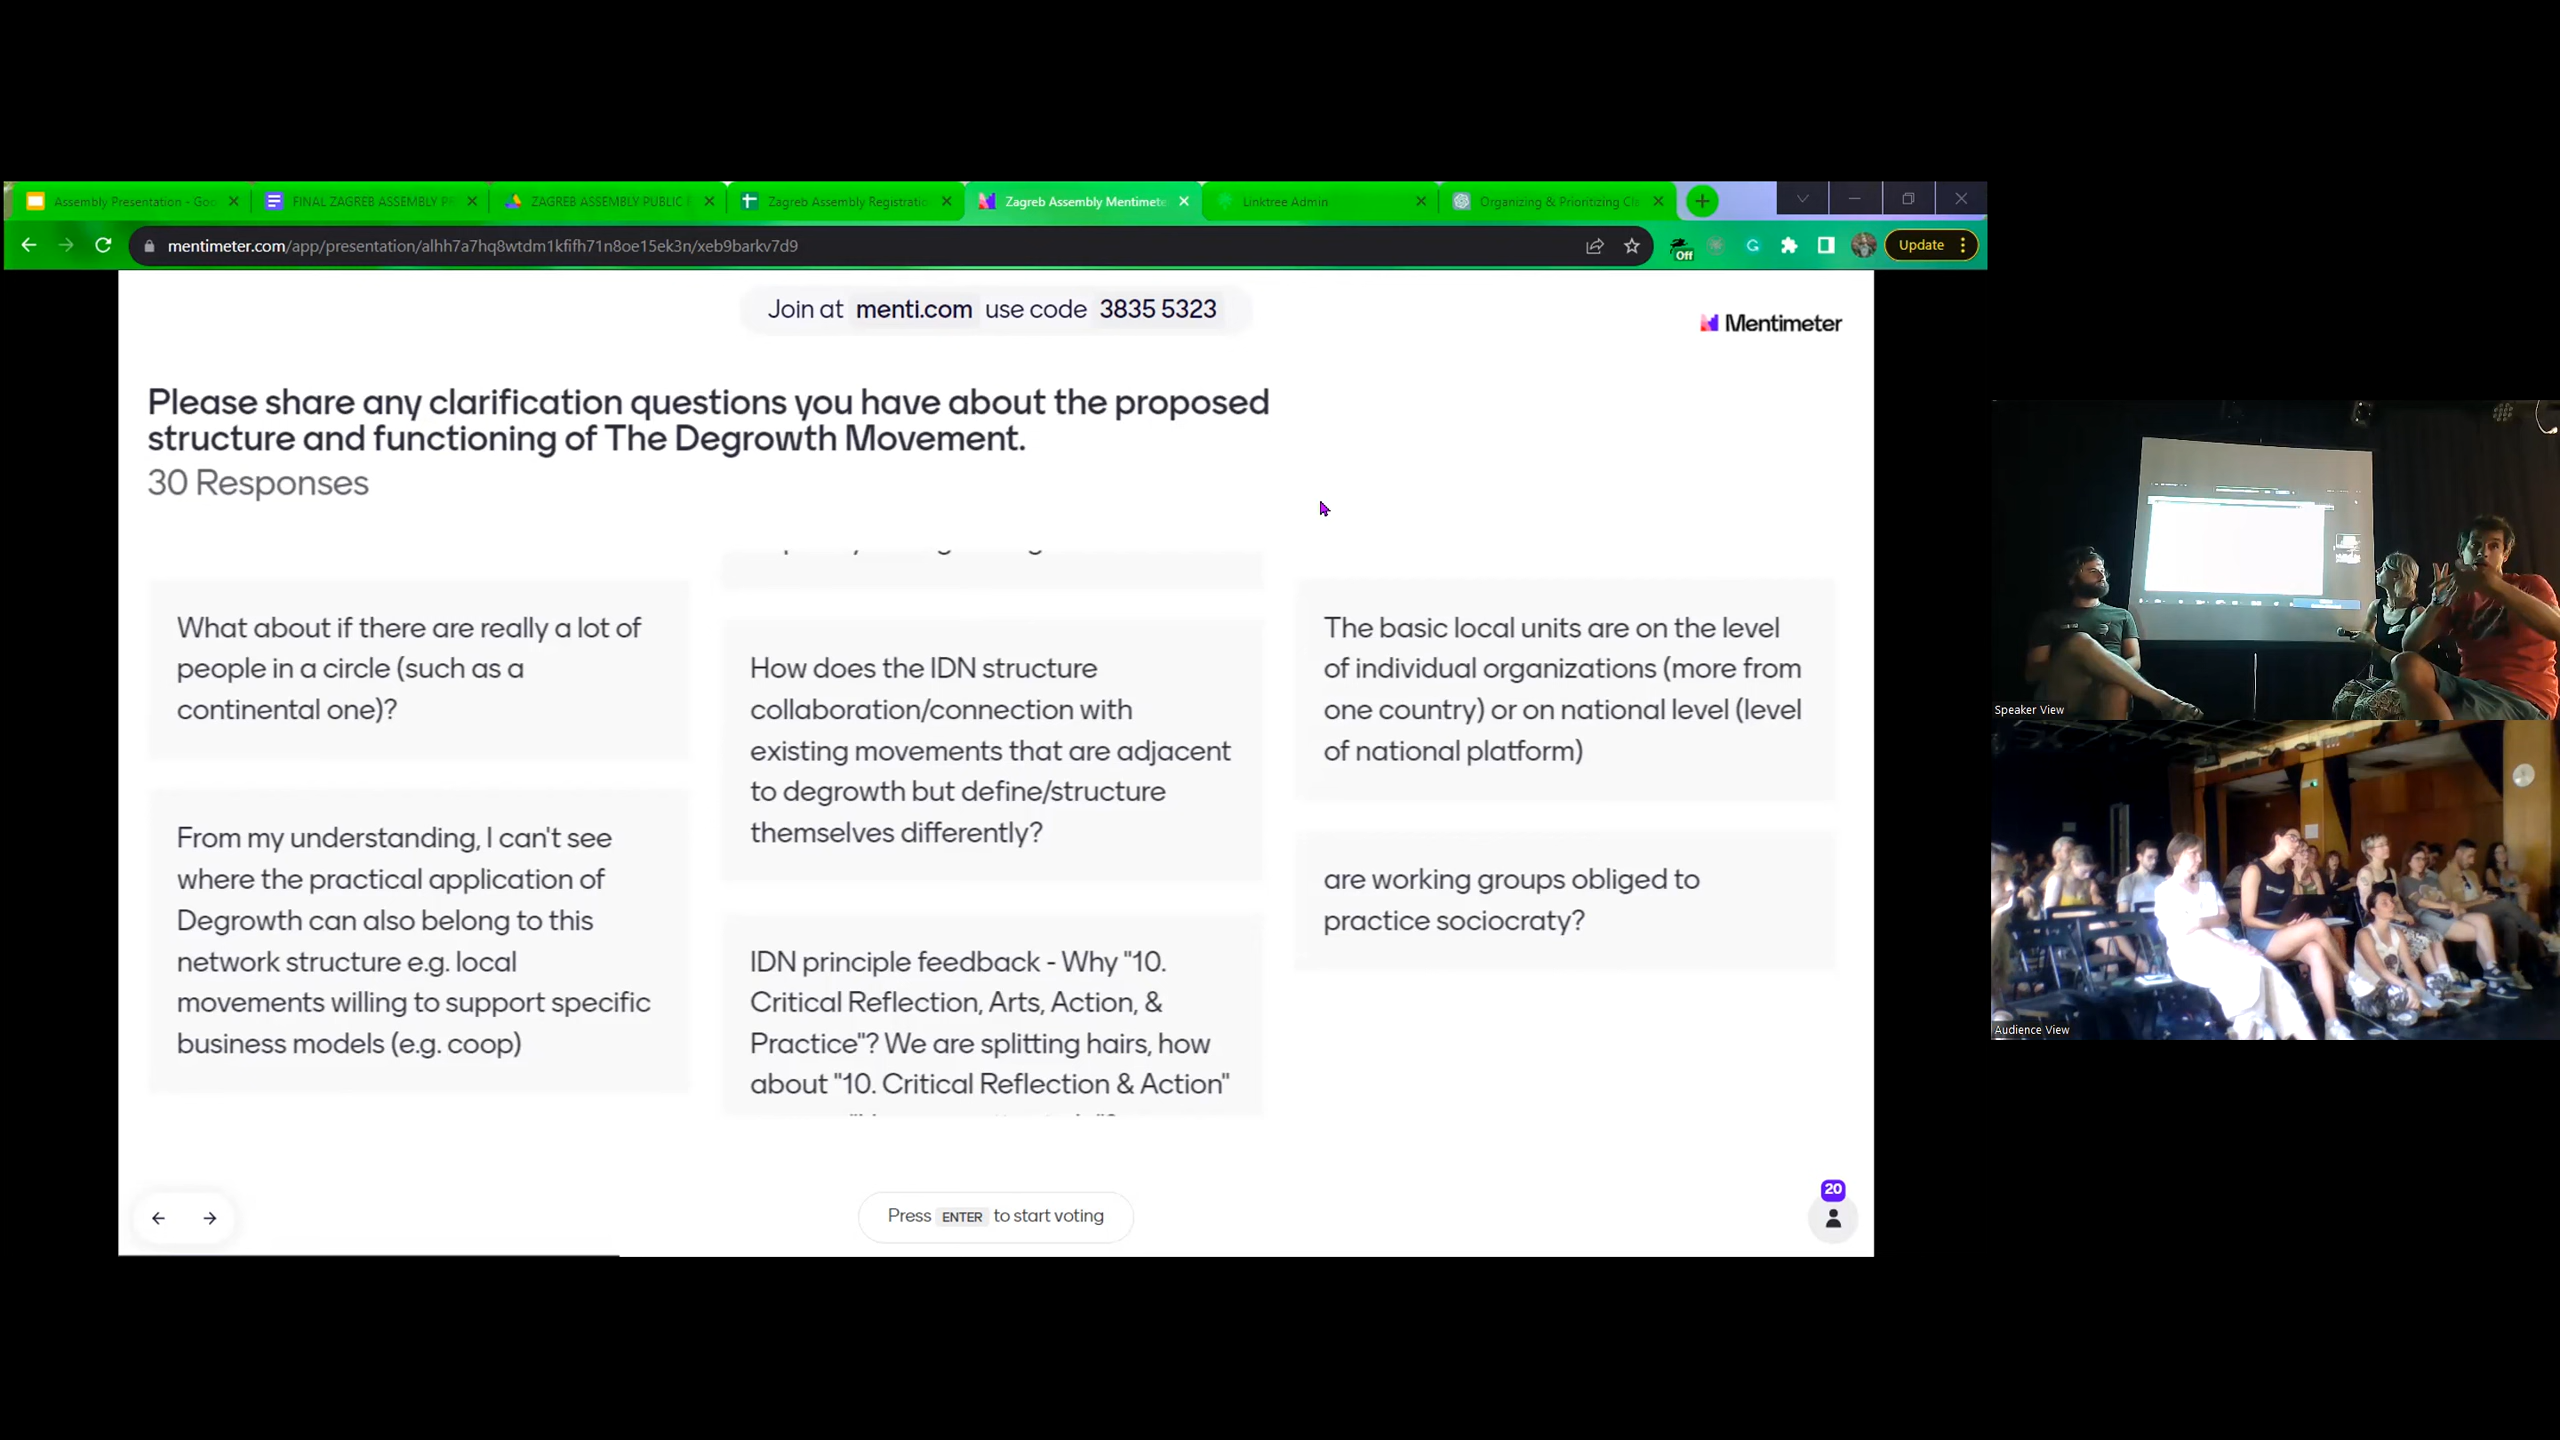 Assembly Presentation - Goo
FINAL ZAGREB ASSEMBLY PR
ZAGREB ASSEMBLY PUBLIC
Zagreb Assembly Registratio
Zagreb Assembly Mentimete
Linktree Admin
Organizing & Prioritizing Cla
mentimeter.com/app/presentation/alhh7a7hq8wtdm1kfifh71n8oe15ek3n/xeb9barkv7d9
Off
Update
Join at menti.com use code 3835 5323
Mentimeter
Please share any clarification questions you have about the proposed
structure and functioning of The Degrowth Movement.
30 Responses
What about if there are really a lot of
people in a circle (such as a
continental one)?
From my understanding, I can't see
where the practical application of
Degrowth can also belong to this
network structure e.g. local
movements willing to support specific
business models (e.g. coop)
How does the IDN structure
collaboration/connection with
existing movements that are adjacent
to degrowth but define/structure
themselves differently?
IDN principle feedback - Why "10.
Critical Reflection, Arts, Action, &
Practice"? We are splitting hairs, how
about "10. Critical Reflection & Action"
The basic local units are on the level
of individual organizations (more from
one country) or on national level (level
of national platform)
are working groups obliged to
practice sociocraty?
Press ENTER to start voting
20
Speaker View
Audience View